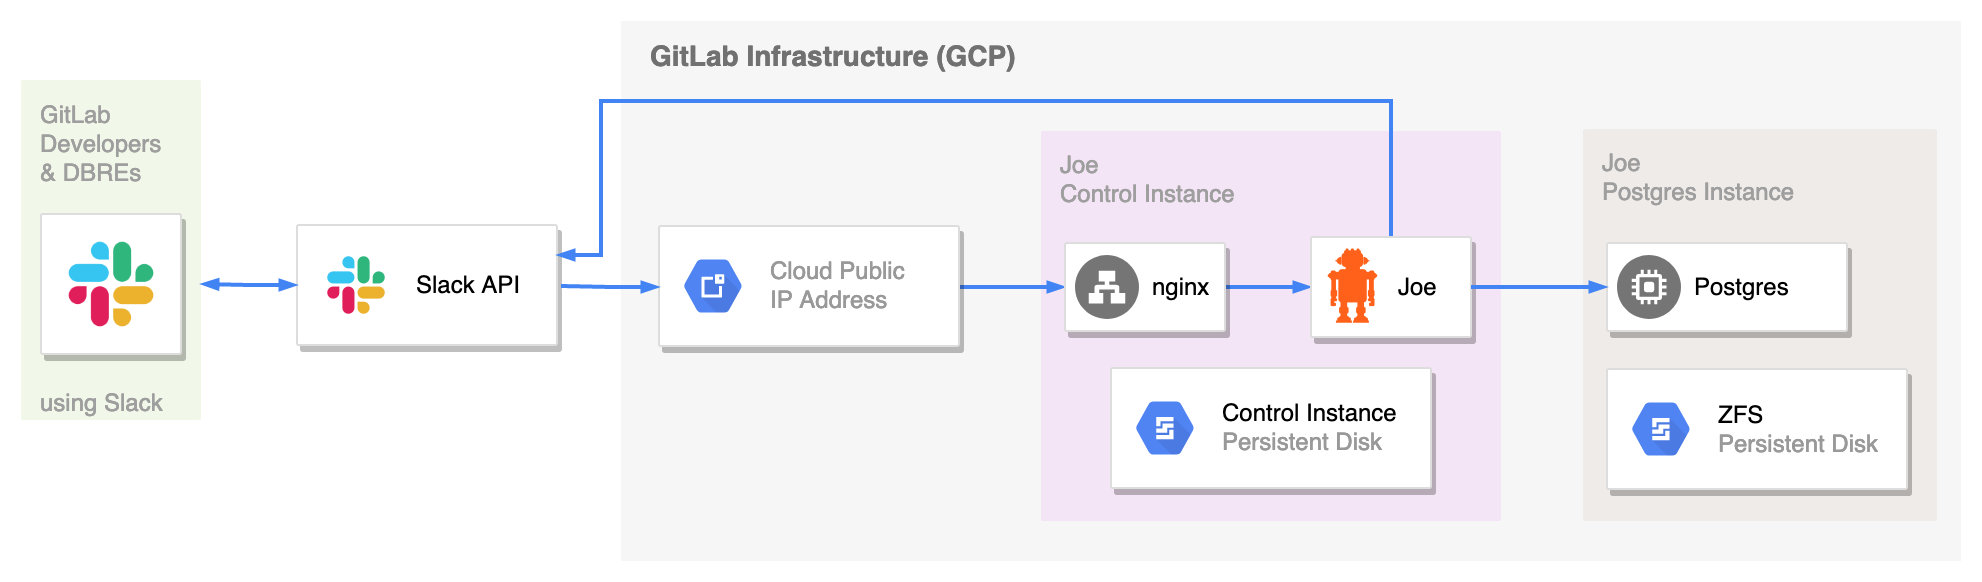 GitLab Infrastructure (GCP)
GitLab
Developers
& DBREs
using Slack
Slack API
Cloud Public
IP Address
Joe
Control Instance
nginx
Joe
Control Instance
Persistent Disk
Joe
Postgres Instance
Postgres
ZFS
Persistent Disk